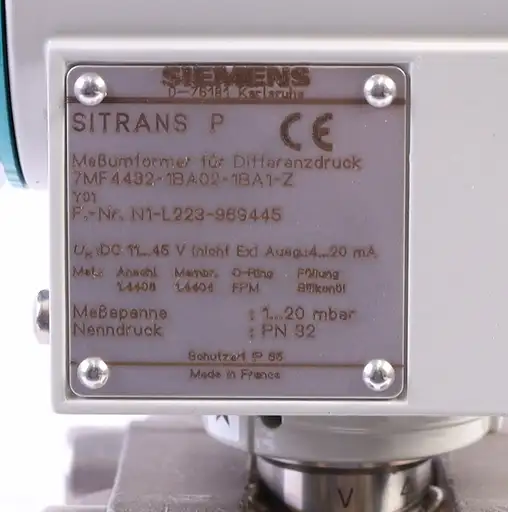 SIEMENS
D-76181 Karlsruhe
SITRANS P CE
Meßumformer für Differenzdruck
7MF4432-1BA02-1BA1-Z
Y01
F.-Nr. N1-L223-969445
UH :DC 11...45 V (nicht Ex) Ausg.:4...20 mA
Mat.: Anschl. Membr. O-Ring Füllung
1.4408 1.4404 FPM Silikonöl
Meßspanne : 1...20 mbar
Nenndruck : PN 32
Schutzart IP 65
Made in France
V